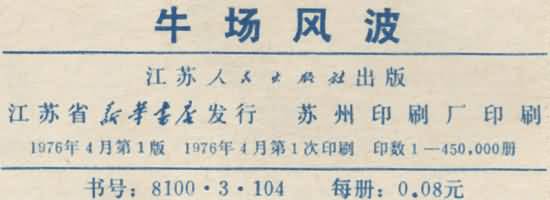 牛场风波
江苏人民出版社出版
江苏省新华书店发行 苏州印刷厂印刷
1976年4月第1版 1976年4月第1次印刷 印数1—450,000册
书号：8100·3·104 每册：0.08元